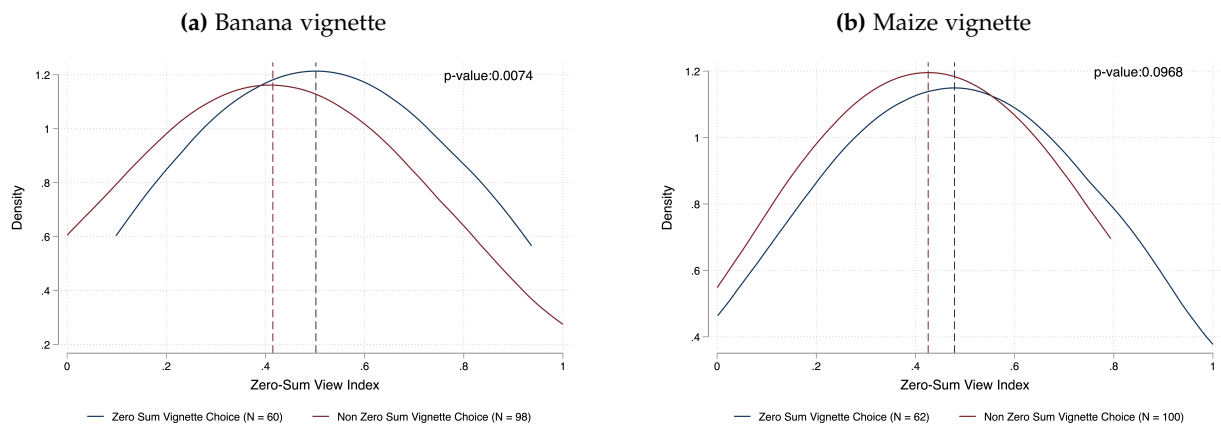 (a) Banana vignette
p-value:0.0074
1.2
1
.8
.6
.4
.2
Density
0 .2 .4 .6 .8 1
Zero-Sum View Index
Zero Sum Vignette Choice (N = 60) Non Zero Sum Vignette Choice (N = 98)
(b) Maize vignette
p-value:0.0968
1.2
1
.8
.6
.4
Density
0 .2 .4 .6 .8 1
Zero-Sum View Index
Zero Sum Vignette Choice (N = 62) Non Zero Sum Vignette Choice (N = 100)